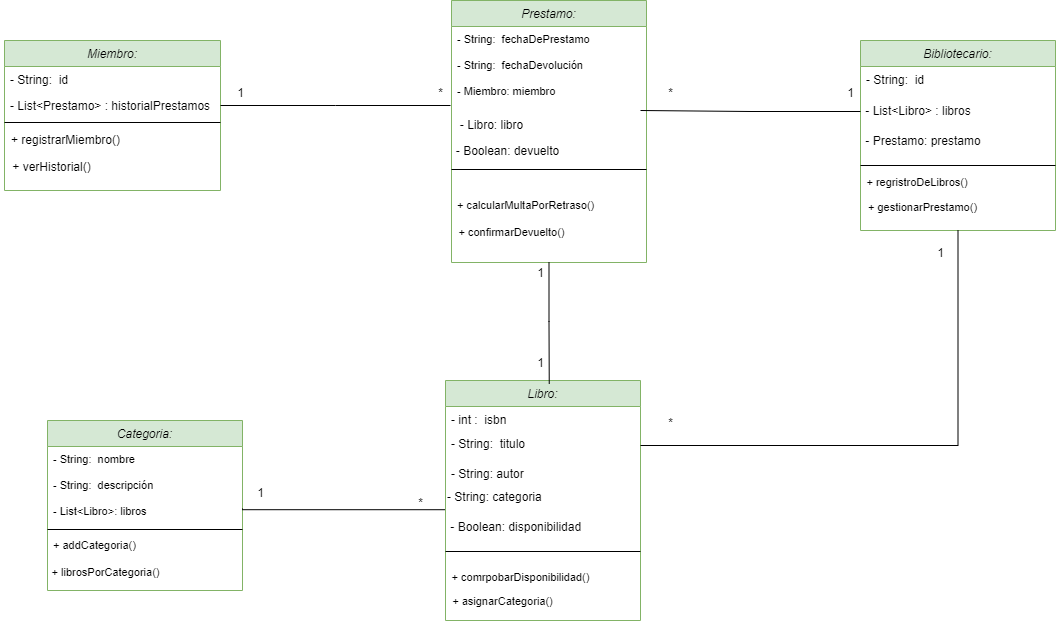 Miembro:
- String:  id
- List<Prestamo> : historialPrestamos
+ registrarMiembro()
+ verHistorial()
1
*
Prestamo:
- String:  fechaDePrestamo
- String:  fechaDevolución
- Miembro: miembro
- Libro: libro
- Boolean: devuelto
+ calcularMultaPorRetraso()
+ confirmarDevuelto()
*
1
Bibliotecario:
- String:  id
- List<Libro> : libros
- Prestamo: prestamo
+ regristroDeLibros()
+ gestionarPrestamo()
1
1
1
*
Categoria:
- String:  nombre
- String:  descripción
- List<Libro>: libros
+ addCategoria()
+ librosPorCategoria()
1
*
Libro:
- int :  isbn
- String:  titulo
- String: autor
- String: categoria
- Boolean: disponibilidad
+ comrpobarDisponibilidad()
+ asignarCategoria()